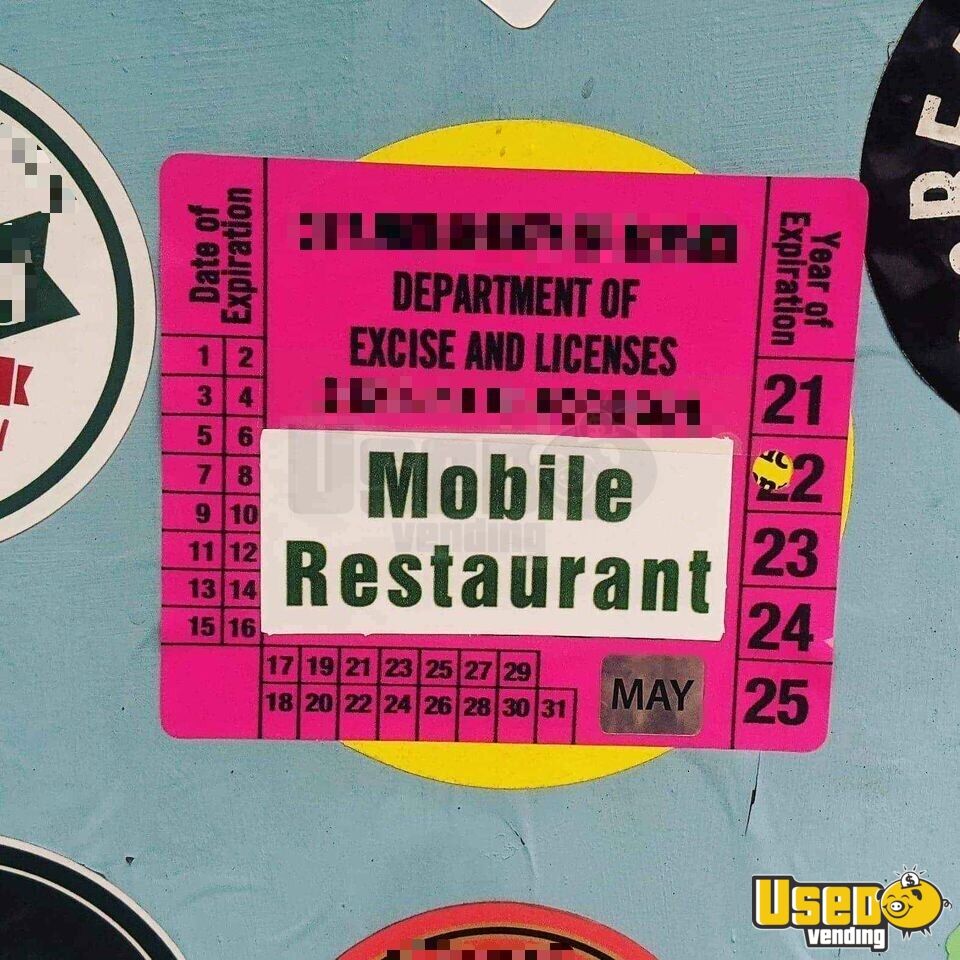 Date of
Expiration
DEPARTMENT OF
EXCISE AND LICENSES
Year of
Expiration
1 2
3 4
5 6
7 8
9 10
11 12
13 14
15 16
17 19 21 23 25 27 29
18 20 22 24 26 28 30 31
Mobile
Restaurant
MAY
21
22
23
24
25
Used
vending
USED
vending